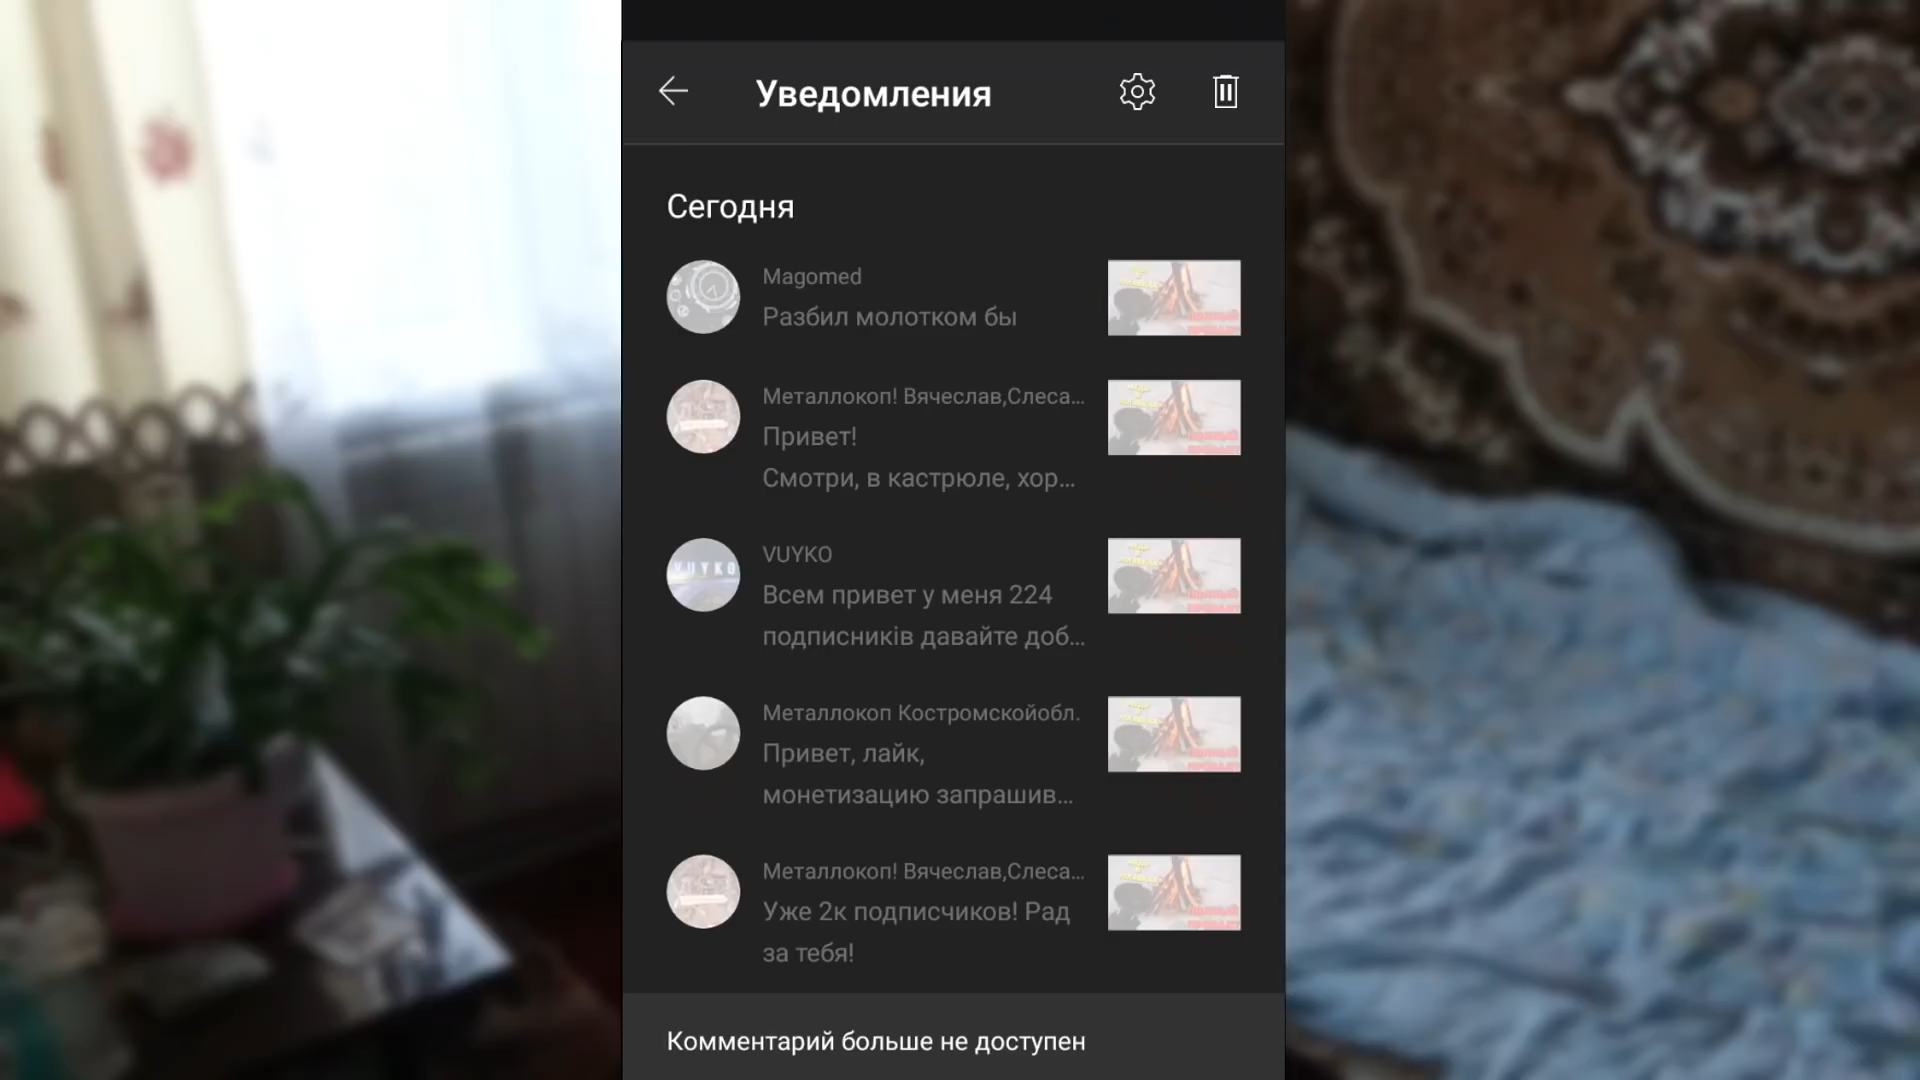 Уведомления
Сегодня
Magomed
Разбил молотком бы
Металлокоп! Вячеслав,Слеса...
Привет!
Смотри, в кастрюле, хор...
VUYKO
VUYKO
Всем привет у меня 224
подписників давайте доб...
Металлокоп Костромскойобл.
Привет, лайк,
монетизацию запрашив...
Металлокоп! Вячеслав,Слеса...
Уже 2к подписчиков! Рад
за тебя!
Комментарий больше не доступен